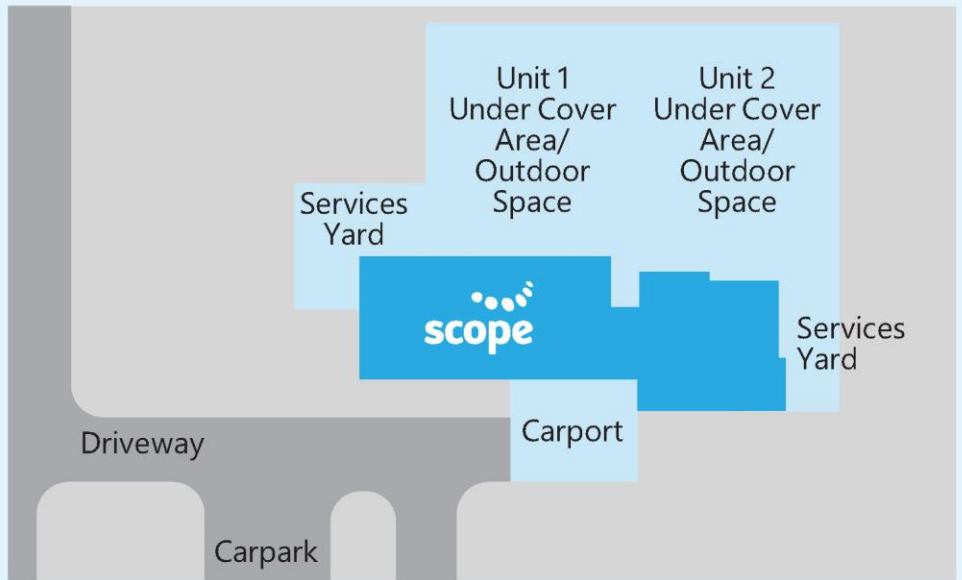 Unit 1
Under Cover
Area/
Outdoor
Space
Unit 2
Under Cover
Area/
Outdoor
Space
Services
Yard
scope
Services
Yard
Carport
Driveway
Carpark